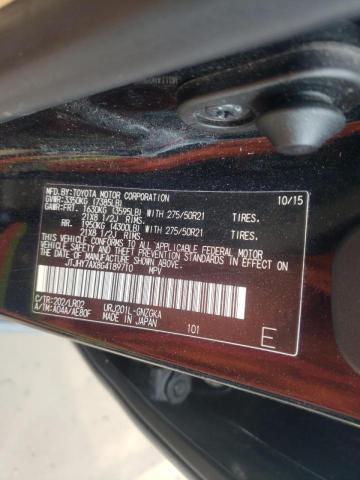 MFD.BY:TOYOTA MOTOR CORPORATION 10/15
GVWR:3350KG (7385LB)
GAWR:FRT. 1630KG (3595LB) WITH 275/50R21 TIRES.
21X8 1/2J RIMS.
RR. 1950KG (4300LB) WITH 275/50R21 TIRES.
21X8 1/2J RIMS.
THIS VEHICLE CONFORMS TO ALL APPLICABLE FEDERAL MOTOR
VEHICLE SAFETY STANDARDS IN EFFECT ON THE DATE OF
MANUFACTURE SHOWN ABOVE.
JTJHY7AX8G4189710 MPV
C/TR:202/LR02 URJ201L-GNZGKA
A/TM:A04A/AE80F MADE IN JAPAN 101 E